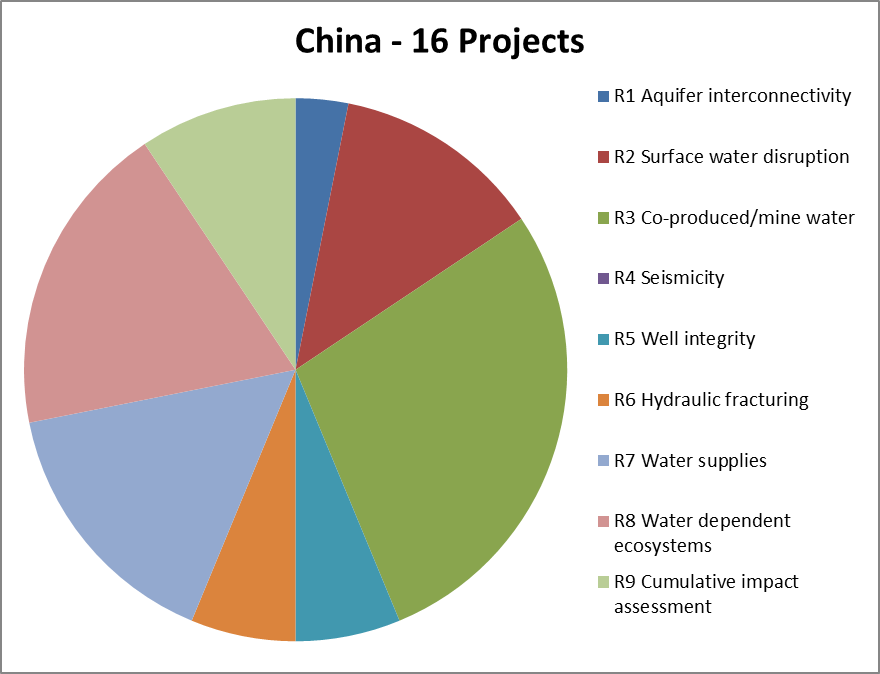 China - 16 Projects
R1 Aquifer interconnectivity
R2 Surface water disruption
R3 Co-produced/mine water
R4 Seismicity
R5 Well integrity
R6 Hydraulic fracturing
R7 Water supplies
R8 Water dependent
ecosystems
R9 Cumulative impact
assessment